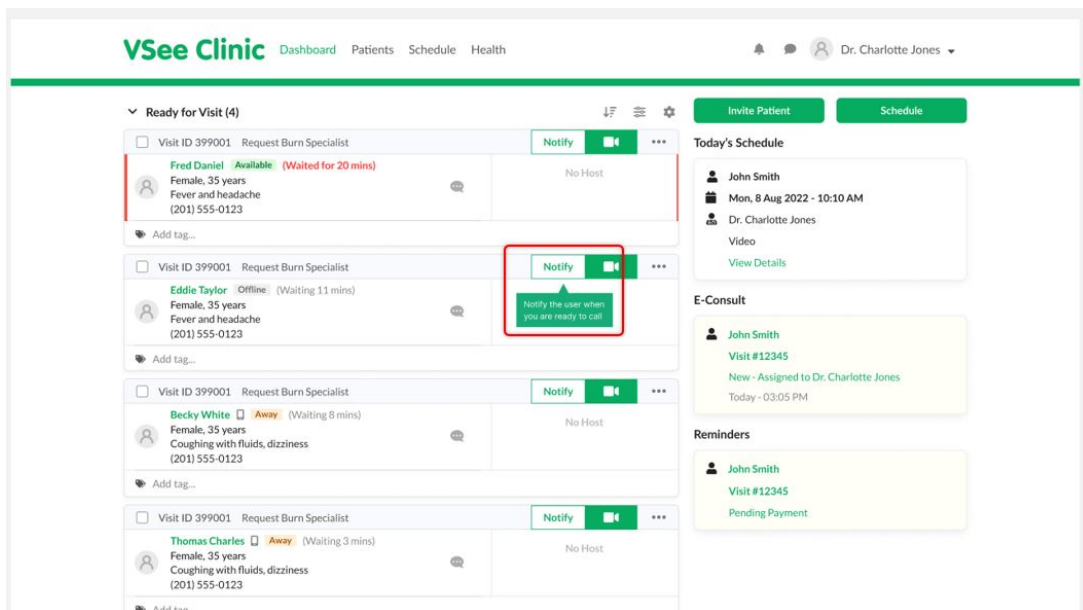 VSee Clinic Dashboard Patients Schedule Health Dr. Charlotte Jones
Ready for Visit (4)
Visit ID 399001 Request Burn Specialist Notify
Fred Daniel Available (Waited for 20 mins)
Female, 35 years
Fever and headache
(201) 555-0123
No Host
Add tag...
Visit ID 399001 Request Burn Specialist Notify
Eddie Taylor Offline (Waiting 11 mins)
Female, 35 years
Fever and headache
(201) 555-0123
Notify the user when
you are ready to call
Add tag...
Visit ID 399001 Request Burn Specialist Notify
Becky White Away (Waiting 8 mins)
Female, 35 years
Coughing with fluids, dizziness
(201) 555-0123
No Host
Add tag...
Visit ID 399001 Request Burn Specialist Notify
Thomas Charles Away (Waiting 3 mins)
Female, 35 years
Coughing with fluids, dizziness
(201) 555-0123
No Host
Add tag
Invite Patient Schedule
Today's Schedule
John Smith
Mon, 8 Aug 2022 - 10:10 AM
Dr. Charlotte Jones
Video
View Details
E-Consult
John Smith
Visit #12345
New - Assigned to Dr. Charlotte Jones
Today - 03:05 PM
Reminders
John Smith
Visit #12345
Pending Payment